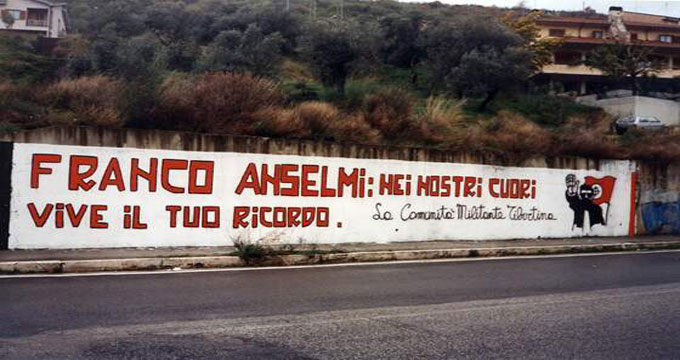 FRANCO ANSELMi: NEI NOSTRI CUORI
VIVE iL TUO RICORDO. La Comunità Militante Tiburtina